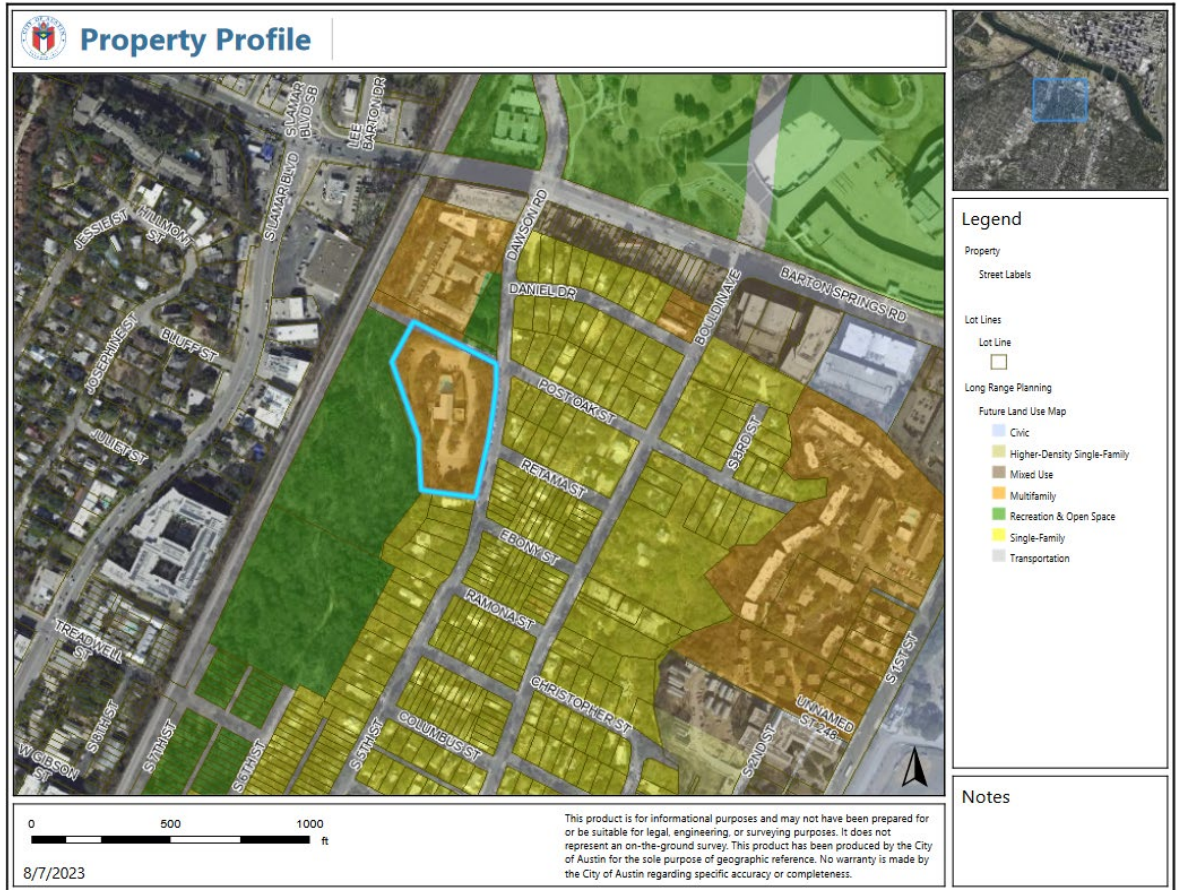 CITY OF AUSTIN
Property Profile
S LAMAR
BLVD SB
LEE
BARTON DR
S LAMAR BLVD
JESSIE ST
HILLMONT
ST
DAWSON RD
BARTON SPRINGS RD
BOULDIN AVE
DANIEL DR
JOSEPHINE ST
BLUFF ST
POST OAK ST
S 3RD ST
JULIET ST
RETAMA ST
EBONY ST
RAMONA ST
TREADWELL
ST
S 1ST ST
CHRISTOPHER ST
UNNAMED
ST 248
COLUMBUS ST
S 8TH ST
S 7TH ST
S 6TH ST
S 5TH ST
S 2ND ST
W GIBSON
ST
Legend
Property
Street Labels
Lot Lines
Lot Line
Long Range Planning
Future Land Use Map
Civic
Higher-Density Single-Family
Mixed Use
Multifamily
Recreation & Open Space
Single-Family
Transportation
Notes
0 500 1000
ft
8/7/2023
This product is for informational purposes and may not have been prepared for
or be suitable for legal, engineering, or surveying purposes. It does not
represent an on-the-ground survey. This product has been produced by the City
of Austin for the sole purpose of geographic reference. No warranty is made by
the City of Austin regarding specific accuracy or completeness.